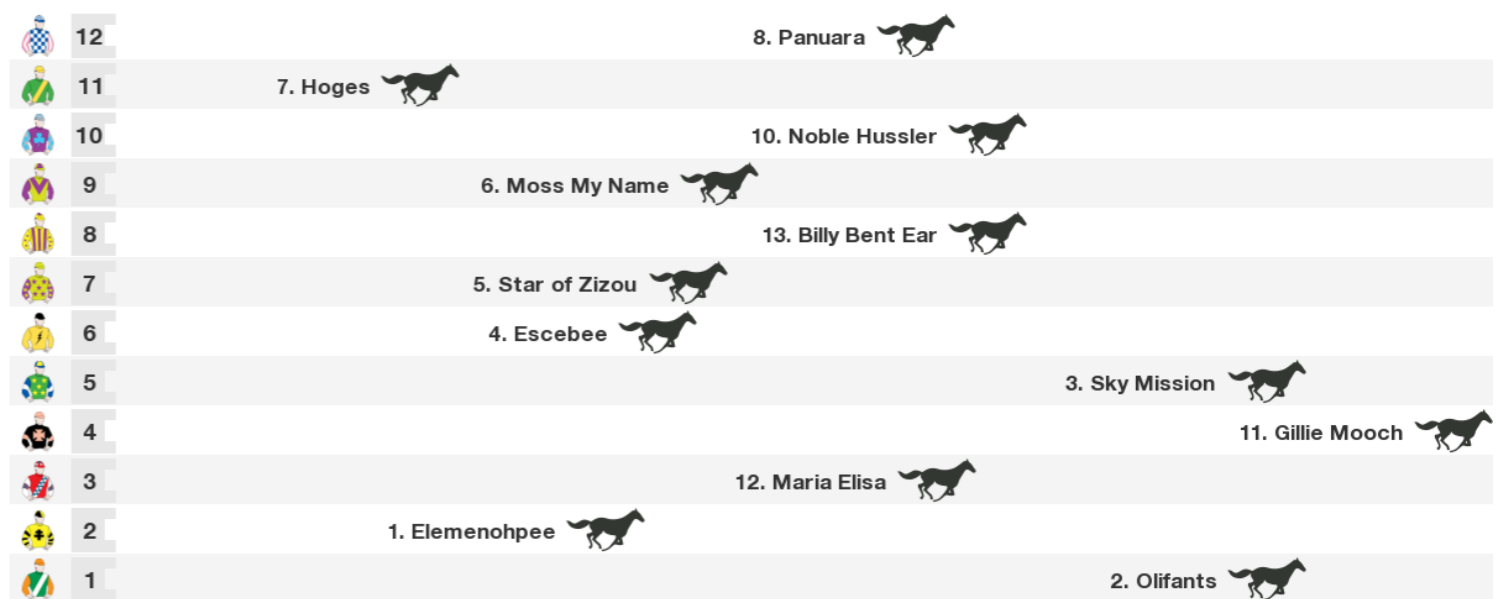 12 8. Panuara
11 7. Hoges
10 10. Noble Hussler
9 6. Moss My Name
8 13. Billy Bent Ear
7 5. Star of Zizou
6 4. Escebee
5 3. Sky Mission
4 11. Gillie Mooch
3 12. Maria Elisa
2 1. Elemenohpee
1 2. Olifants